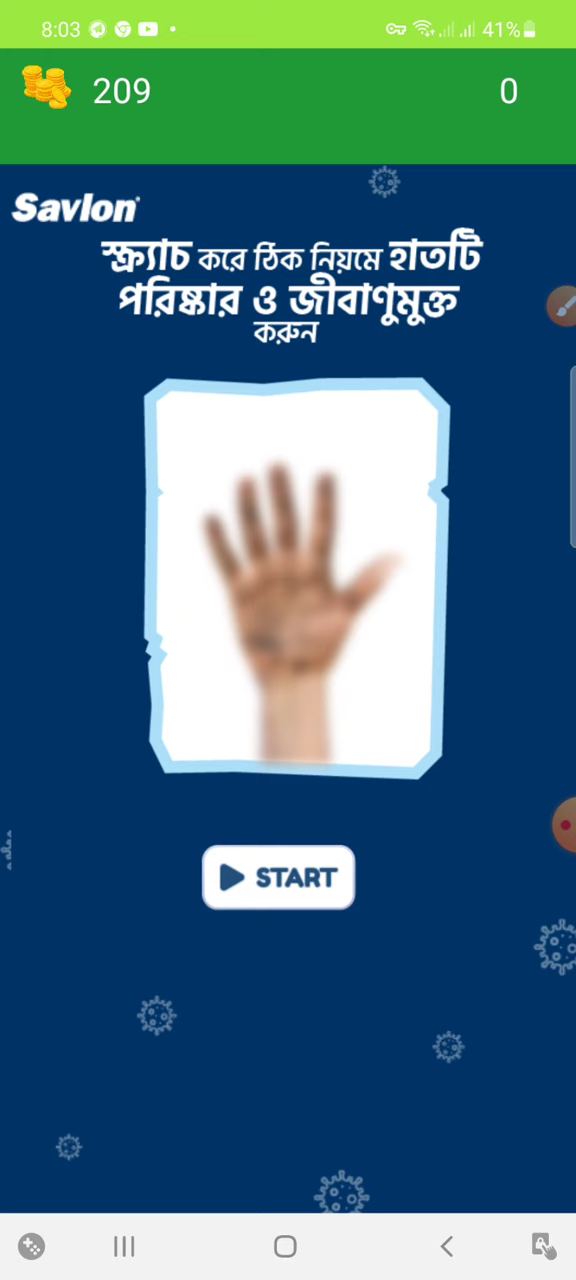 8:03
41%
209
0
Savlon
স্ক্র্যাচ করে ঠিক নিয়মে হাতটি
পরিষ্কার ও জীবাণুমুক্ত
করুন
START